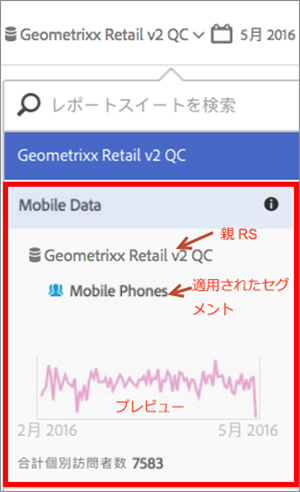 Geometrixx Retail v2 QC 5月 2016
レポートスイートを検索
Geometrixx Retail v2 QC
Mobile Data
親 RS
Geometrixx Retail v2 QC
Mobile Phones
適用されたセグ
メント
プレビュー
2月 2016 5月 2016
合計個別訪問者数 7583